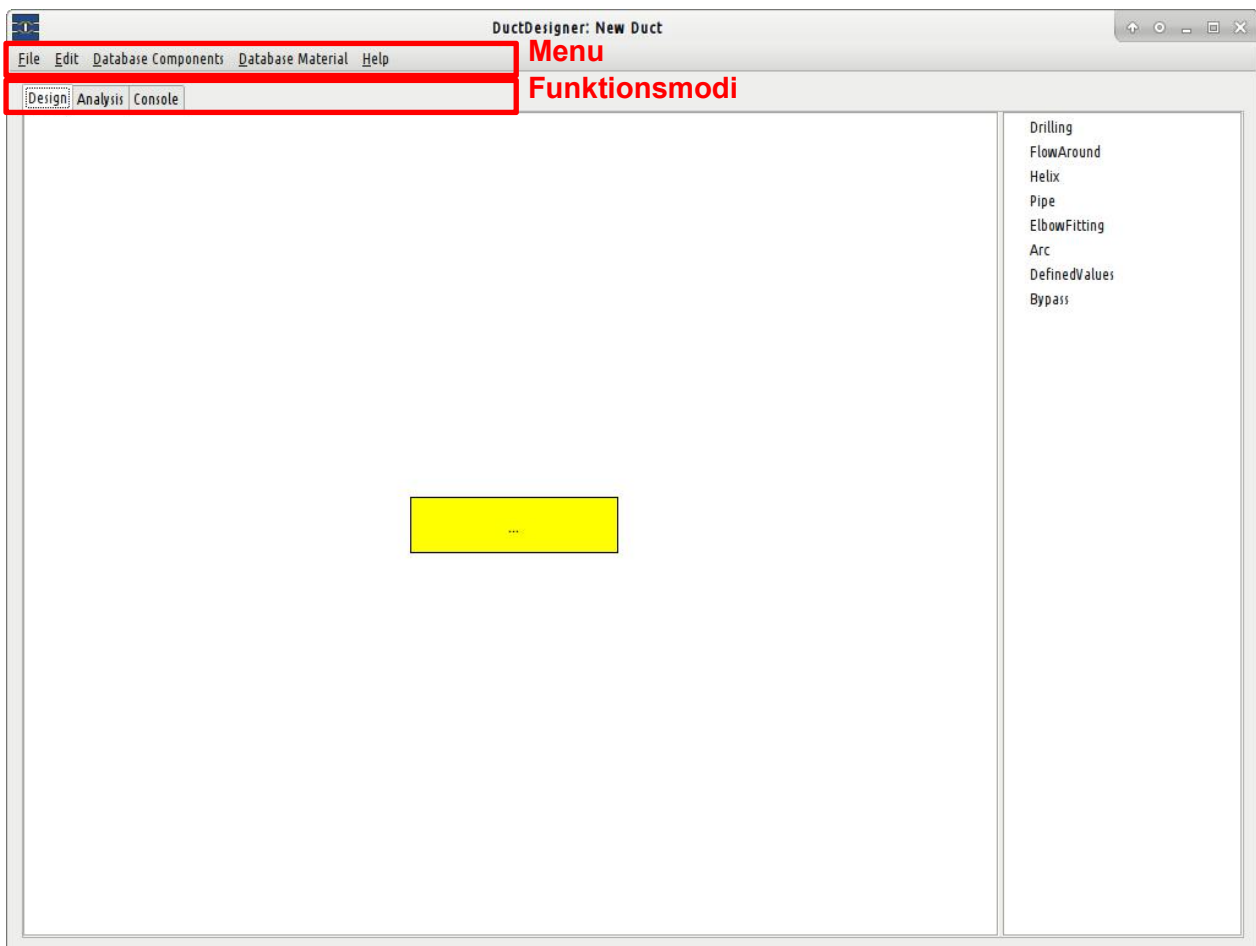 DuctDesigner: New Duct
Menu
File Edit Database Components Database Material Help
Funktionsmodi
Design Analysis Console
Drilling
FlowAround
Helix
Pipe
ElbowFitting
Arc
DefinedValues
Bypass
...